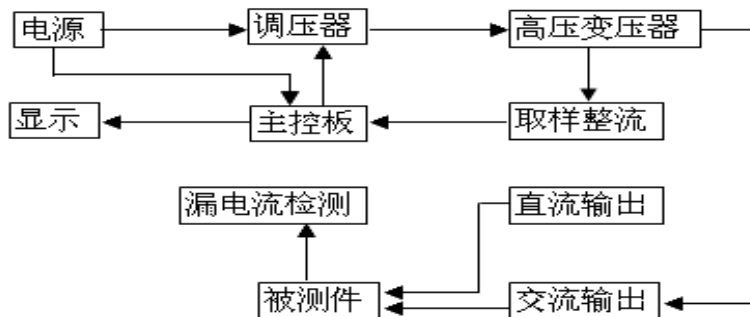 电源
调压器
高压变压器
显示
主控板
取样整流
漏电流检测
直流输出
被测件
交流输出